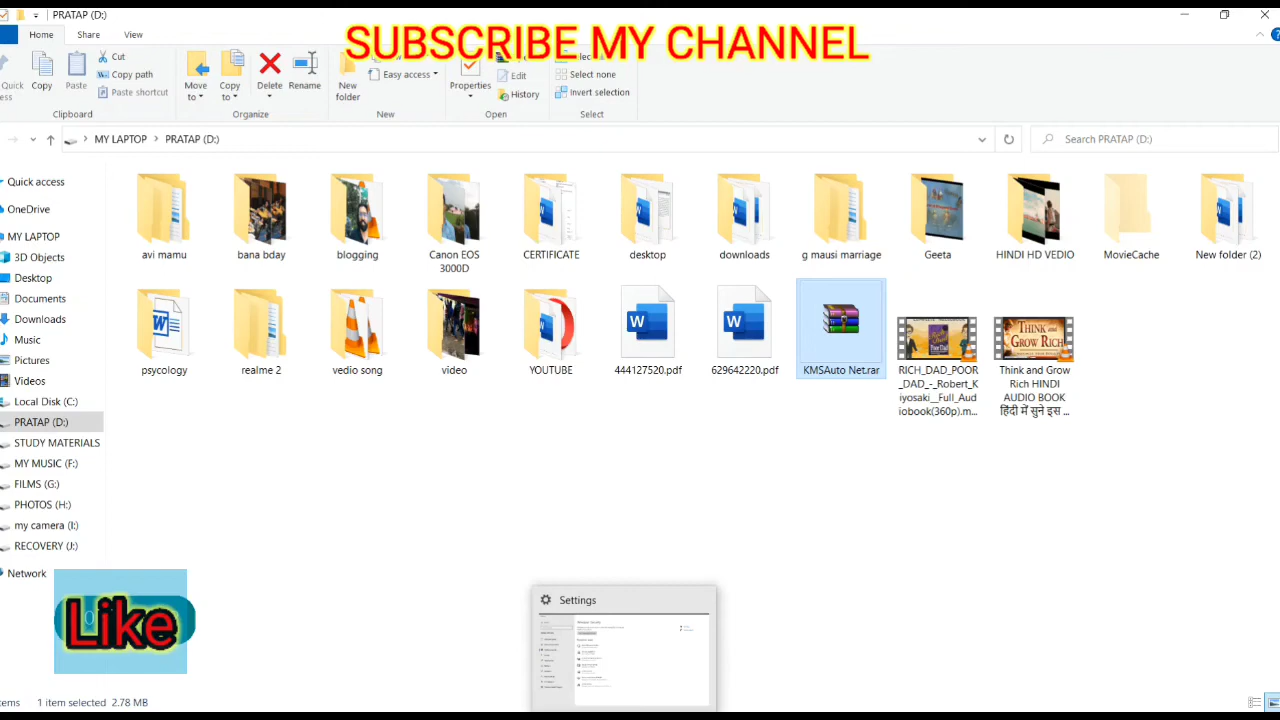 PRATAP (D:)
SUBSCRIBE MY CHANNEL
Home Share View
Cut
Copy path
Paste shortcut
Quick
Copy
Paste
Clipboard
Move to
Copy to
Delete
Rename
Organize
New folder
Easy access
New
Properties
Edit
History
Open
Select none
Invert selection
Select
MY LAPTOP
PRATAP (D:)
Search PRATAP (D:)
Quick access
OneDrive
MY LAPTOP
3D Objects
Desktop
Documents
Downloads
Music
Pictures
Videos
Local Disk (C:)
PRATAP (D:)
STUDY MATERIALS
MY MUSIC (F:)
FILMS (G:)
PHOTOS (H:)
my camera (I:)
RECOVERY (J:)
Network
avi mamu
bana bday
blogging
Canon EOS
3000D
CERTIFICATE
desktop
downloads
g mausi marriage
Geeta
HINDI HD VEDIO
MovieCache
New folder (2)
psycology
realme 2
vedio song
video
YOUTUBE
444127520.pdf
629642220.pdf
KMSAuto Net.rar
RICH_DAD_POOR
_DAD_-_Robert_K
iyosaki__Full_Aud
iobook(360p).m...
THINK AND
GROW RICH
Think and Grow
Rich HINDI
AUDIO BOOK
हिंदी में सुने इस ...
Like
Settings
1 item selected 2.78 MB